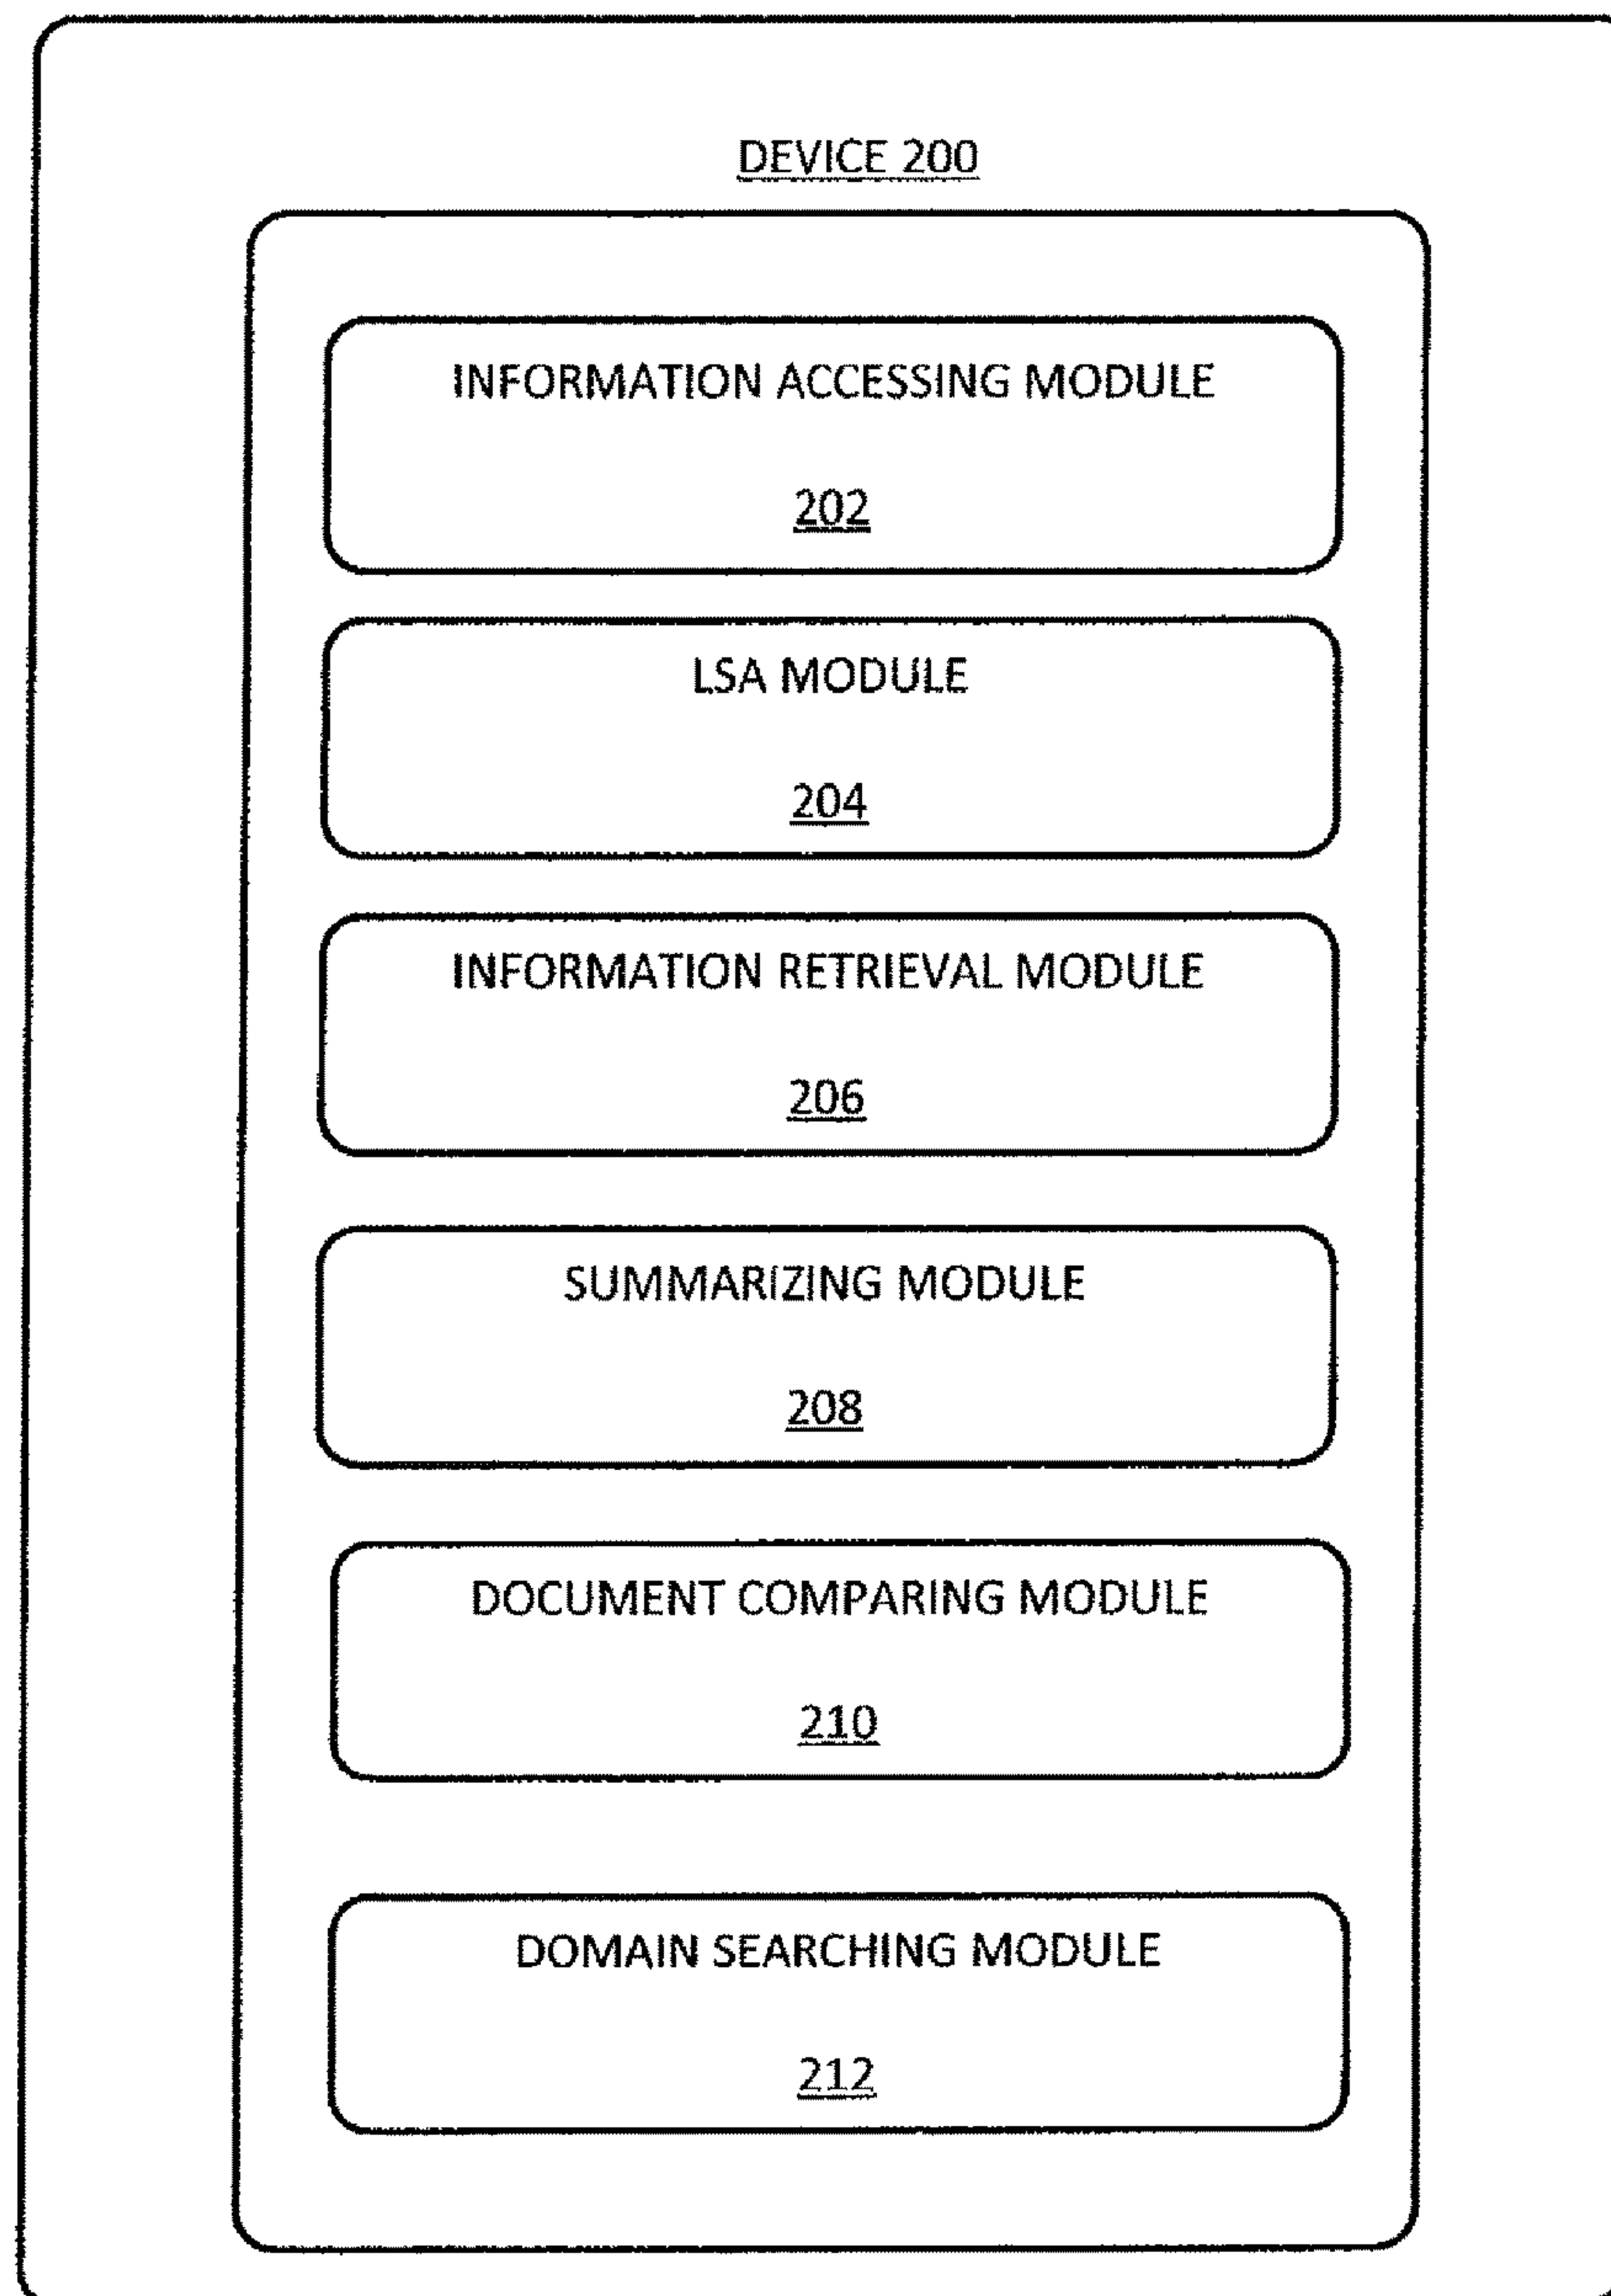 DEVICE 200
INFORMATION ACCESSING MODULE
202
LSA MODULE
204
INFORMATION RETRIEVAL MODULE
206
SUMMARIZING MODULE
208
DOCUMENT COMPARING MODULE
210
DOMAIN SEARCHING MODULE
212